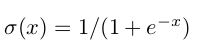 σ(x) = 1/(1 + e⁻ˣ)